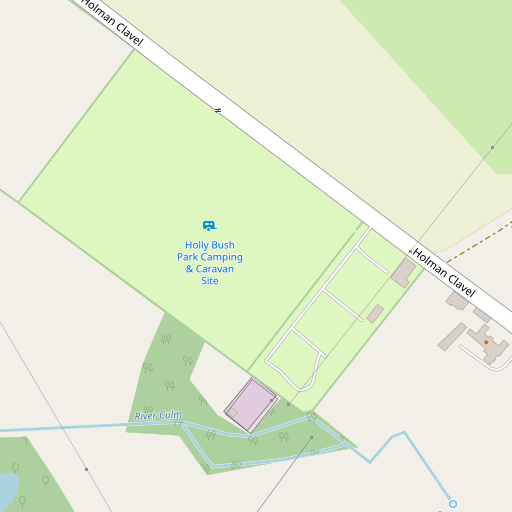 Holman Clavel
Holly Bush
Park Camping
& Caravan
Site
Holman Clavel
River Culm